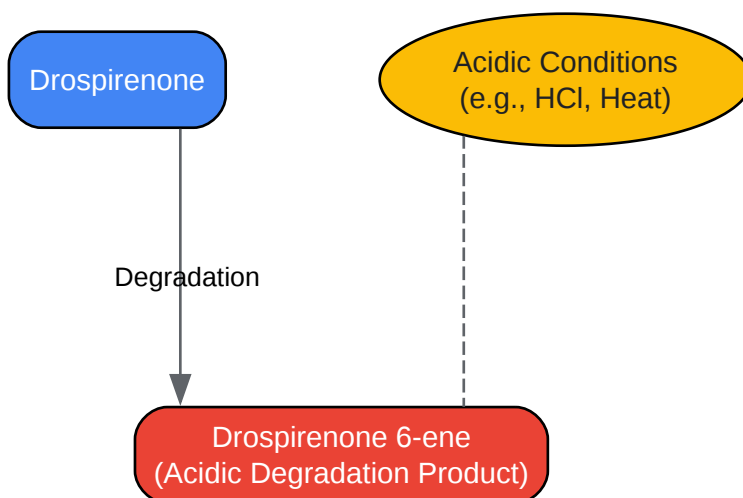 Drospirenone
Acidic Conditions
(e.g., HCl, Heat)
Degradation
Drospirenone 6-ene
(Acidic Degradation Product)